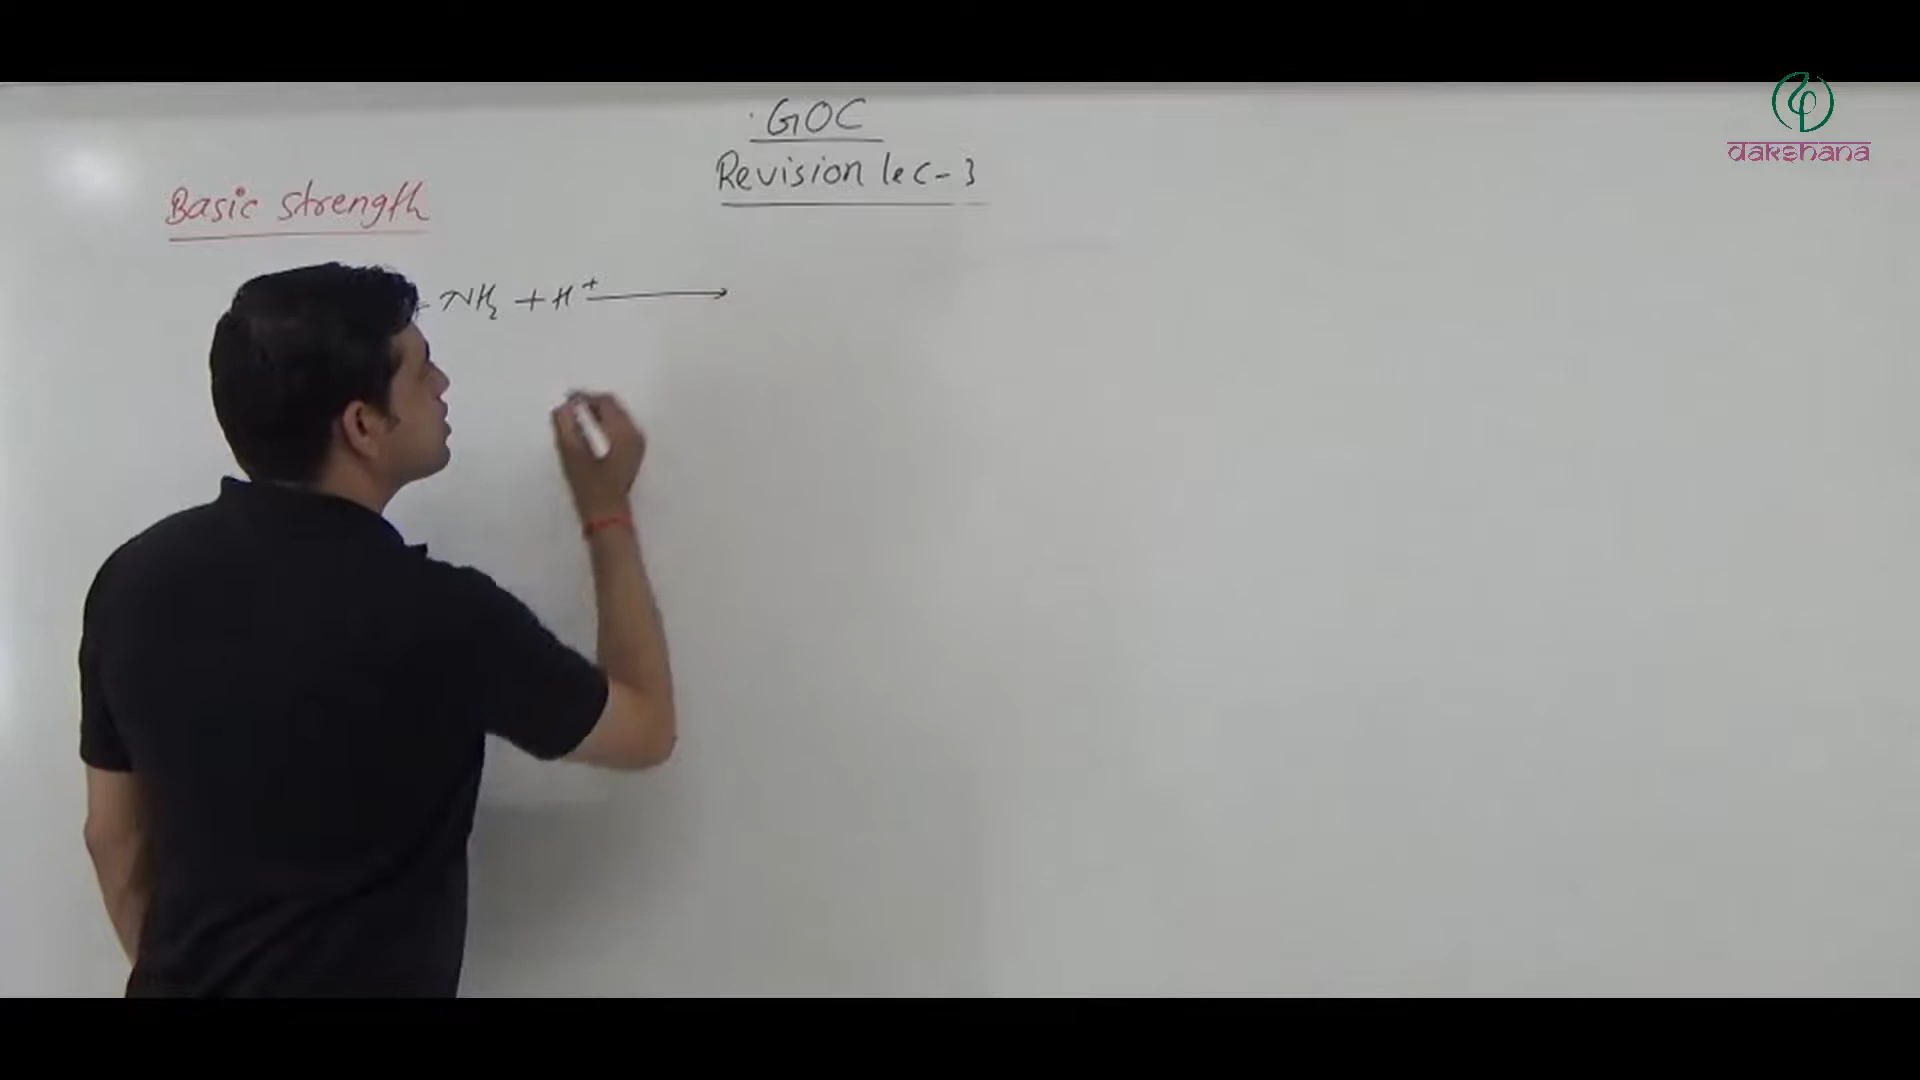 GOC
Revision lec-3
Basic strength
NH₂ + H⁺ ⟶
dakshana